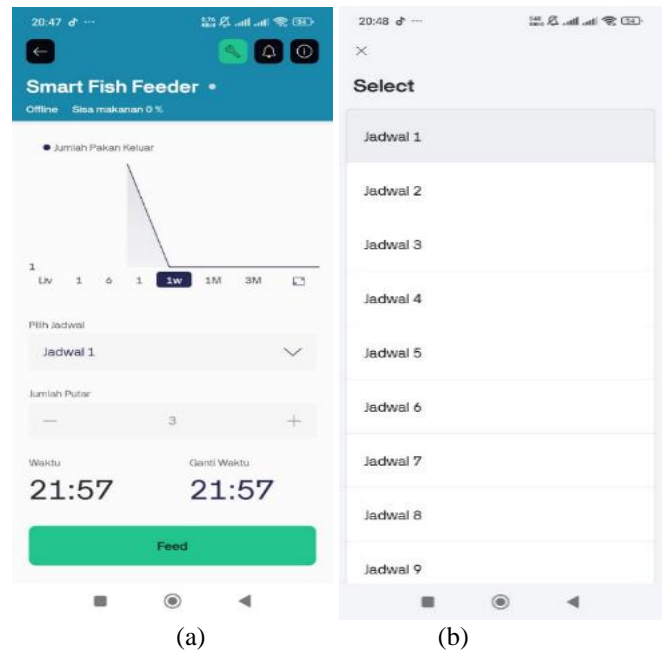 20:47
Smart Fish Feeder
Offline Sisa makanan 0 %
Jumlah Pakan Keluar
1
Liv 1 6 1 1w 1M 3M
Pilih Jadwal
Jadwal 1
Jumlah Putar
— 3 +
Waktu Ganti Waktu
21:57 21:57
Feed
(a)
20:48
Select
Jadwal 1
Jadwal 2
Jadwal 3
Jadwal 4
Jadwal 5
Jadwal 6
Jadwal 7
Jadwal 8
Jadwal 9
(b)